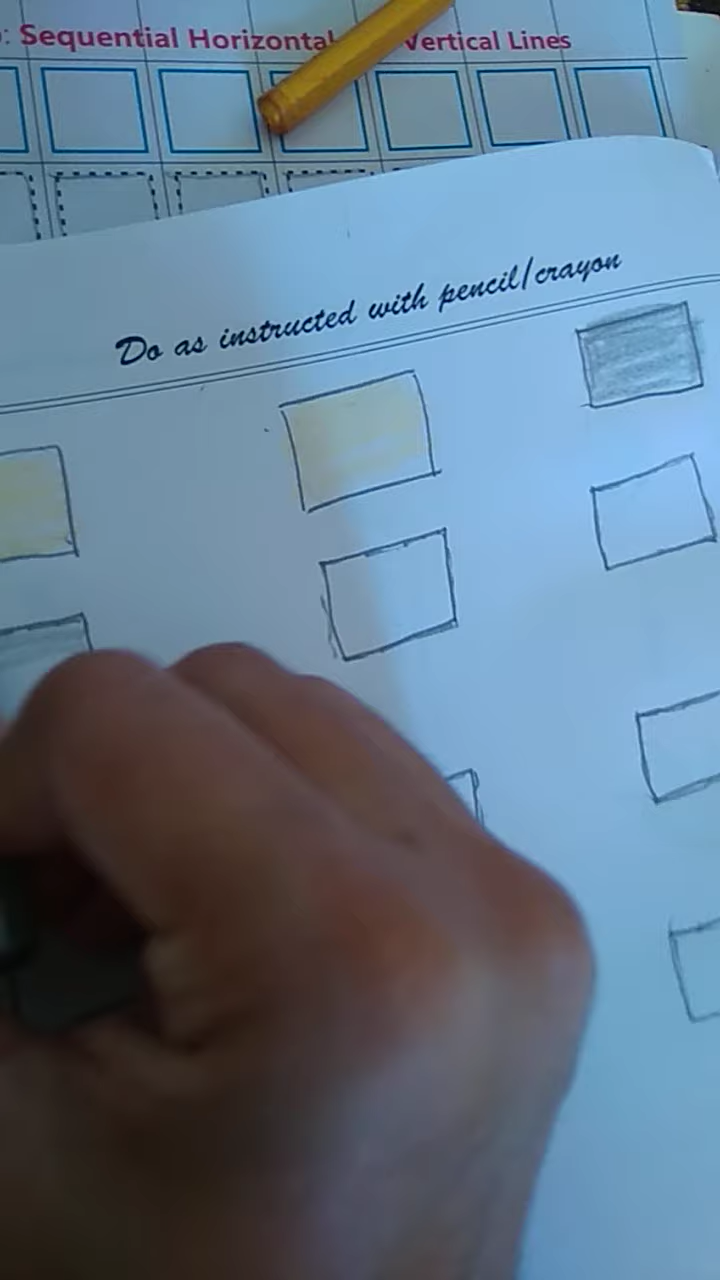 : Sequential Horizontal Vertical Lines
Do as instructed with pencil/crayon